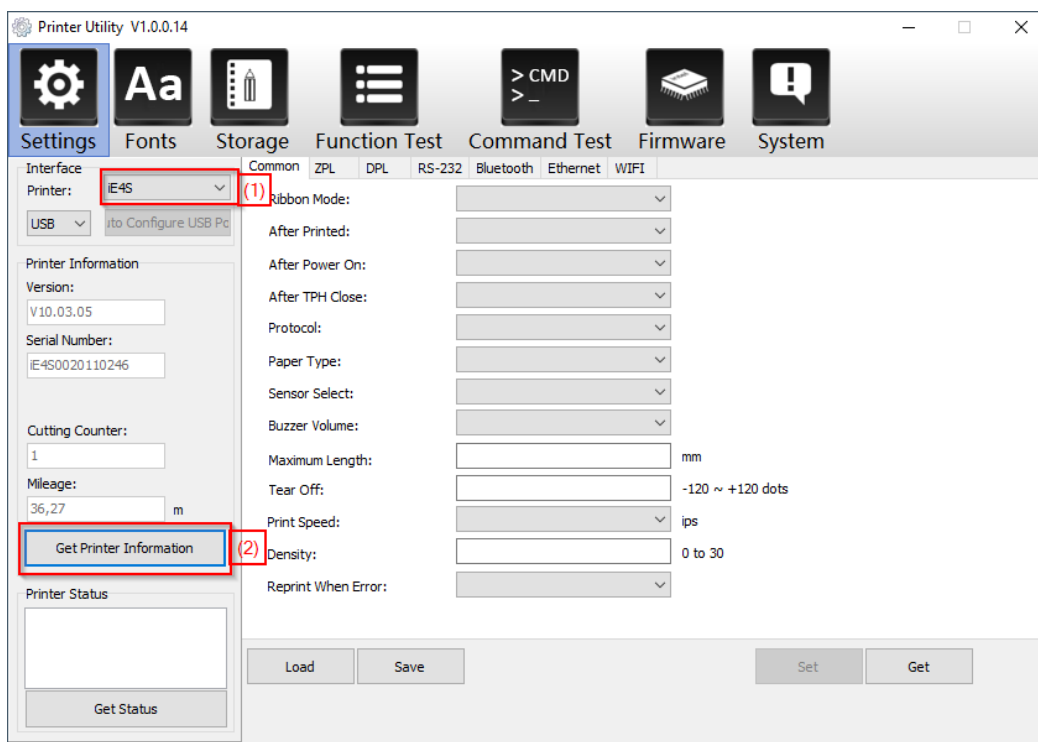 Printer Utility V1.0.0.14
> CMD
> _
Aa
Settings Fonts Storage Function Test Command Test Firmware System
Interface
Printer: iE4S (1)
USB uto Configure USB Po
Printer Information
Version:
V10.03.05
Serial Number:
iE4S0020110246
Cutting Counter:
1
Mileage:
36,27 m
Get Printer Information (2)
Printer Status
Get Status
Common ZPL DPL RS-232 Bluetooth Ethernet WIFI
Ribbon Mode:
After Printed:
After Power On:
After TPH Close:
Protocol:
Paper Type:
Sensor Select:
Buzzer Volume:
Maximum Length: mm
Tear Off: -120 ~ +120 dots
Print Speed: ips
Density: 0 to 30
Reprint When Error:
Load Save Set Get